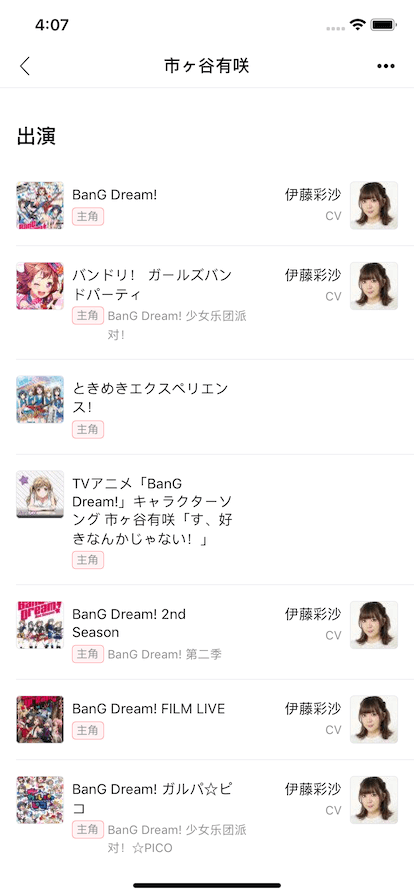 4:07
市ヶ谷有咲
出演
BanG Dream!
主角
伊藤彩沙
CV
バンドリ！ ガールズバン
ドパーティ
主角 BanG Dream! 少女乐团派
对！
伊藤彩沙
CV
ときめきエクスペリエン
ス！
主角
TVアニメ「BanG
Dream!」キャラクターソ
ング 市ヶ谷有咲「す、好
きなんかじゃない！」
主角
BanG Dream! 2nd
Season
主角 BanG Dream! 第二季
伊藤彩沙
CV
BanG Dream! FILM LIVE
主角
伊藤彩沙
CV
BanG Dream! ガルパ☆ピ
コ
主角 BanG Dream! 少女乐团派
对！☆PICO
伊藤彩沙
CV